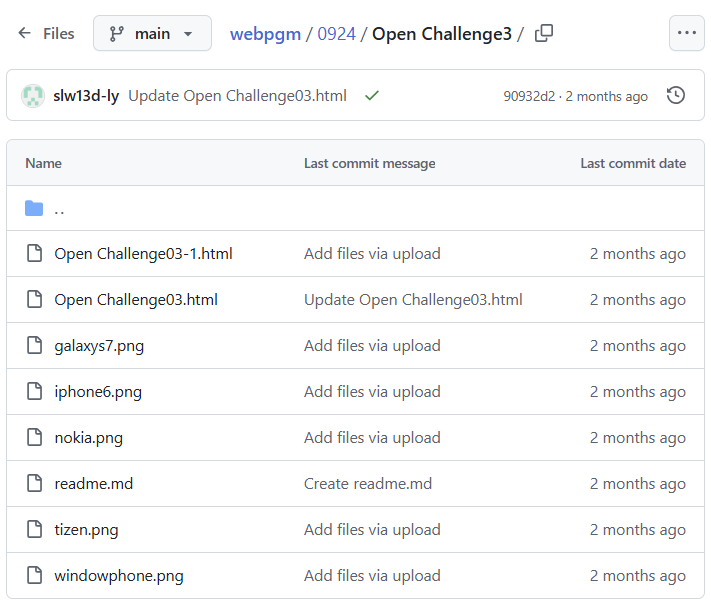 Files main webpgm / 0924 / Open Challenge3 /
slw13d-ly Update Open Challenge03.html 90932d2 · 2 months ago
Name Last commit message Last commit date
..
Open Challenge03-1.html Add files via upload 2 months ago
Open Challenge03.html Update Open Challenge03.html 2 months ago
galaxys7.png Add files via upload 2 months ago
iphone6.png Add files via upload 2 months ago
nokia.png Add files via upload 2 months ago
readme.md Create readme.md 2 months ago
tizen.png Add files via upload 2 months ago
windowphone.png Add files via upload 2 months ago